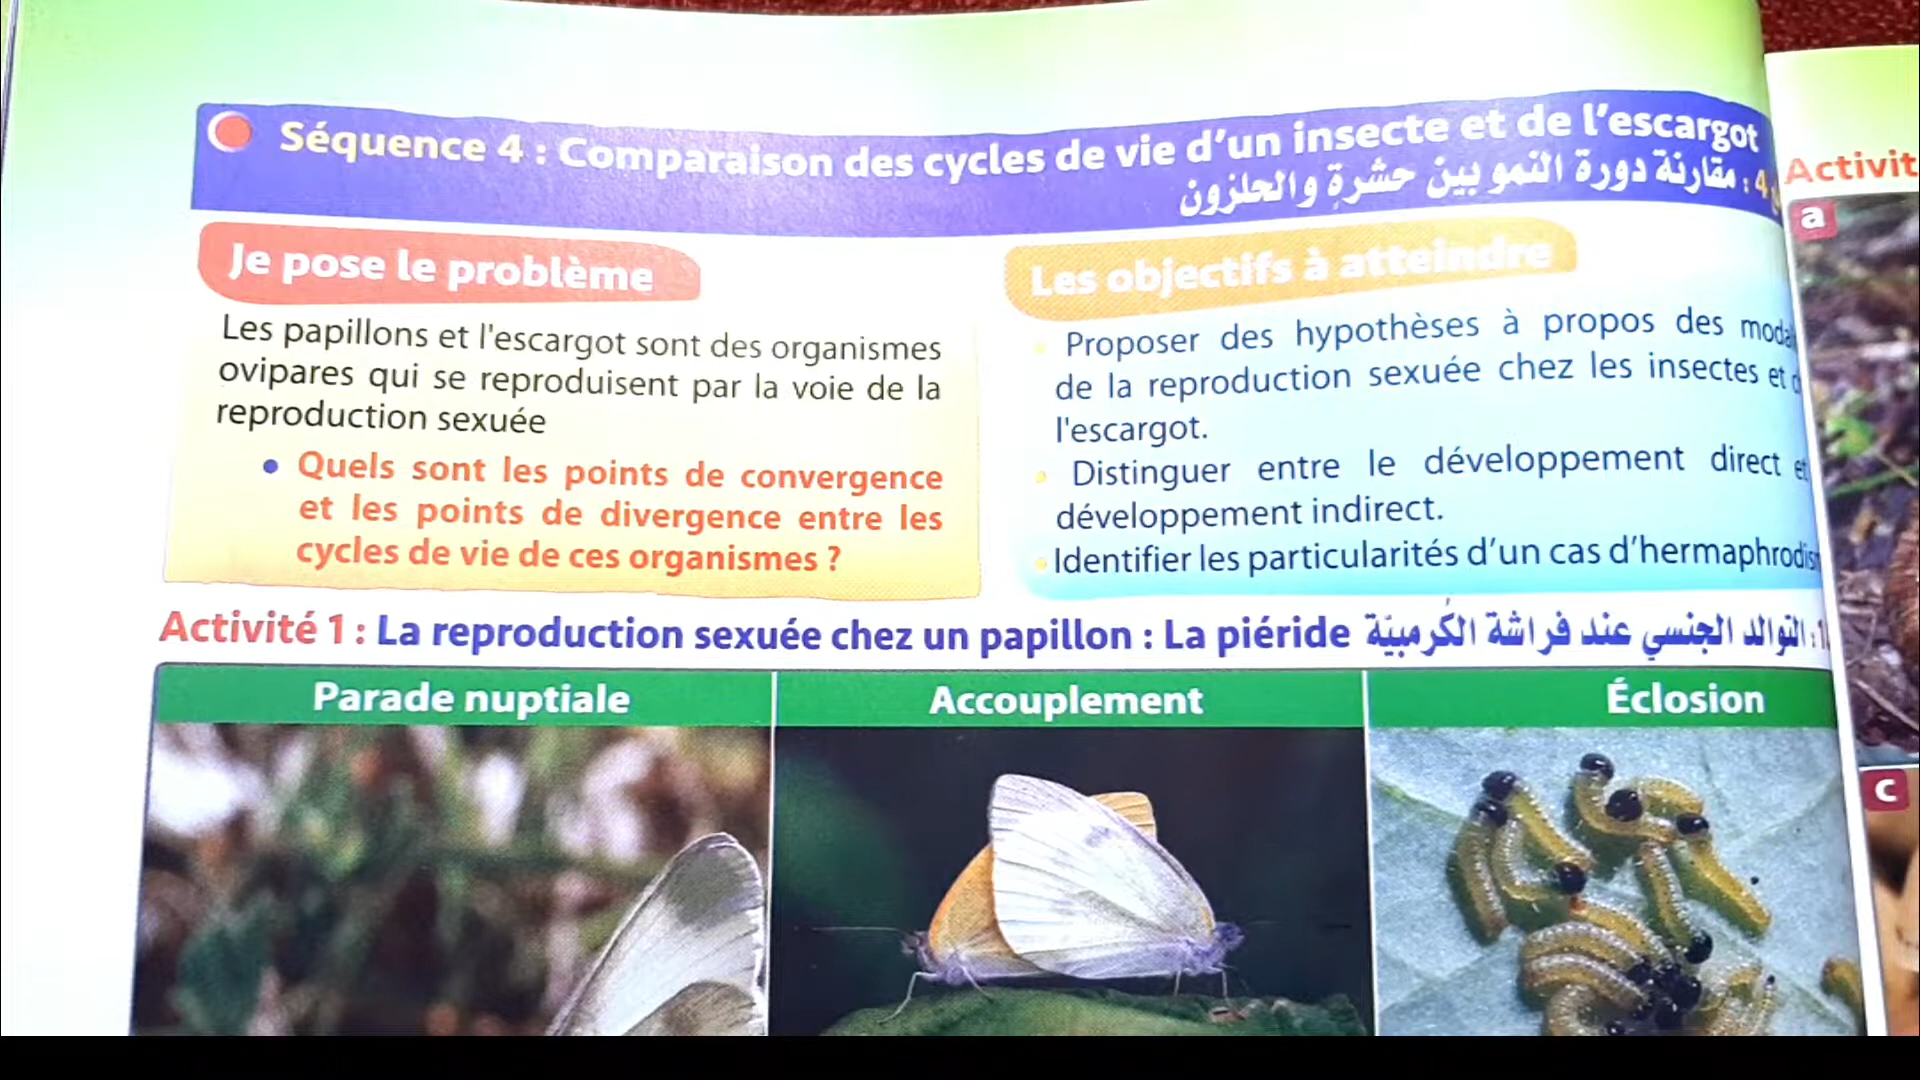 Séquence 4 : Comparaison des cycles de vie d'un insecte et de l'escargot
4 : مقارنة دورة النمو بين حشرةٍ والحلزون
Je pose le problème
Les papillons et l'escargot sont des organismes
ovipares qui se reproduisent par la voie de la
reproduction sexuée
• Quels sont les points de convergence
et les points de divergence entre les
cycles de vie de ces organismes ?
Les objectifs à atteindre
Proposer des hypothèses à propos des
de la reproduction sexuée chez les insectes et
l'escargot.
Distinguer entre le développement direct et
développement indirect.
Identifier les particularités d'un cas
Activité 1 : La reproduction sexuée chez un papillon : La piéride
1: التوالد الجنسي عند فراشة الكُرمبيّة
Parade nuptiale
Accouplement
Éclosion
a
c